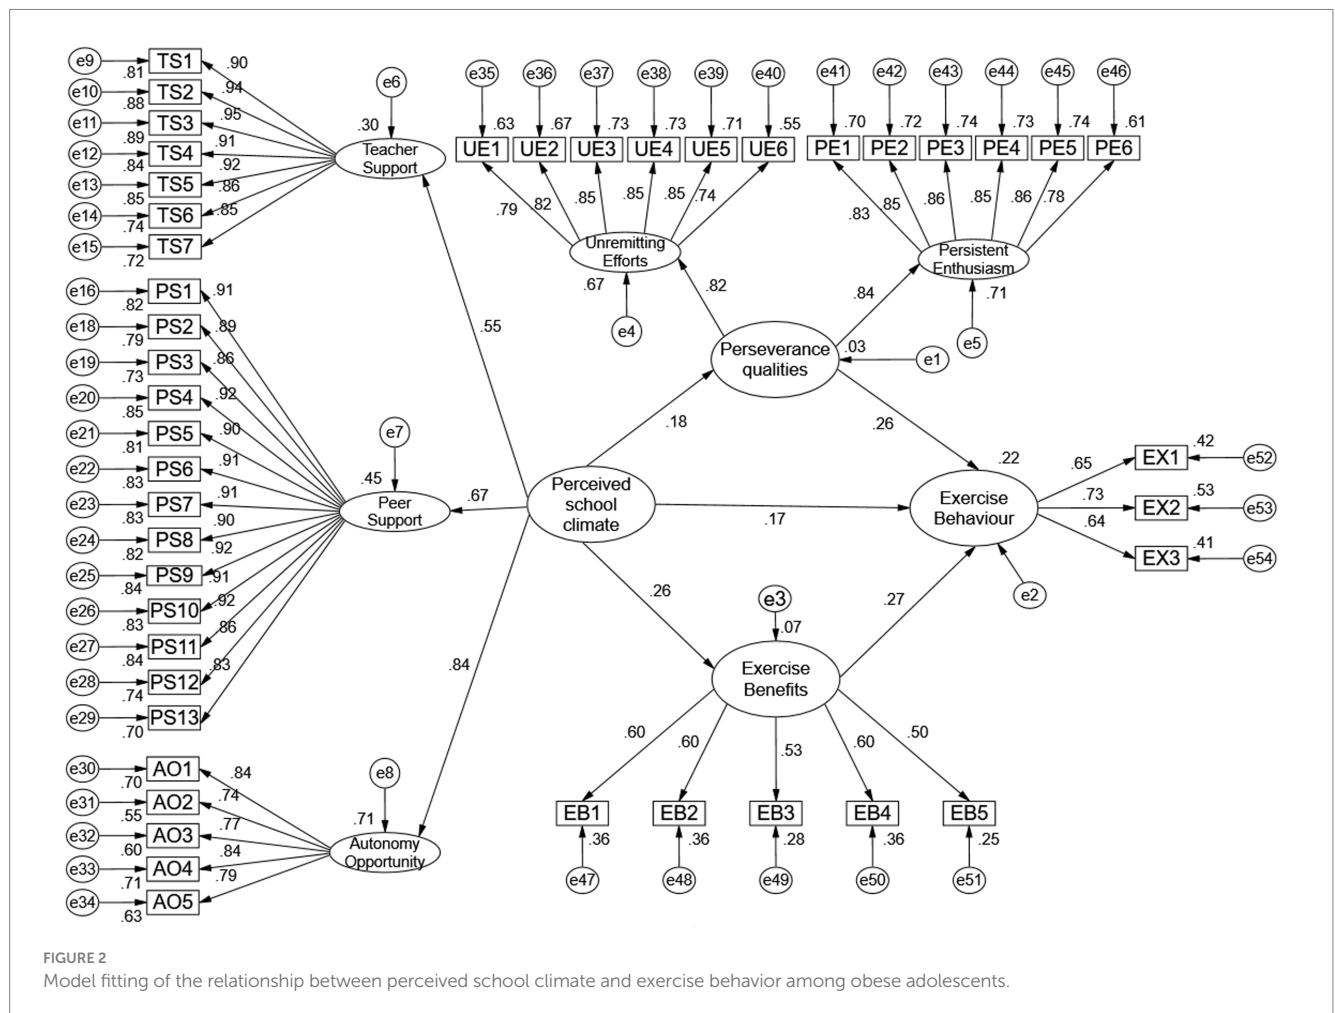 e9 TS1 .90
.81
e10 TS2 .94
.88
e11 TS3 .95
.89
e12 TS4 .91
.84
e13 TS5 .92
.85
e14 TS6 .86
.74
e15 TS7 .85
.72
e6
.30
Teacher
Support
e35 e36 e37 e38 e39 e40
.63 .67 .73 .73 .71 .55
UE1 UE2 UE3 UE4 UE5 UE6
.79 .82 .85 .85 .85 .74
Unremitting
Efforts
.67
e4
e41 e42 e43 e44 e45 e46
.70 .72 .74 .73 .74 .61
PE1 PE2 PE3 PE4 PE5 PE6
.83 .85 .86 .85 .86 .78
Persistent
Enthusiasm
.71
e5
.82
.84
Perseverance
qualities
.03
e1
.55
.18
.26
e16 PS1 .91
.82
e18 PS2 .89
.79
e19 PS3 .86
.73
e20 PS4 .92
.85
e21 PS5 .90
.81
e22 PS6 .91
.83
e23 PS7 .91
.83
e24 PS8 .90
.82
e25 PS9 .92
.84
e26 PS10 .91
.83
e27 PS11 .92
.84
e28 PS12 .86
.74
e29 PS13 .83
.70
e7
.45
Peer
Support
.67
Perceived
school
climate
.17
.22
Exercise
Behaviour
e2
.65 EX1 .42 e52
.73 EX2 .53 e53
.64 EX3 .41 e54
.26
.27
.84
e3
.07
Exercise
Benefits
.60 .60 .53 .60 .50
EB1 EB2 EB3 EB4 EB5
.36 .36 .28 .36 .25
e47 e48 e49 e50 e51
e30 AO1 .84
.70
e31 AO2 .74
.55
e32 AO3 .77
.60
e33 AO4 .84
.71
e34 AO5 .79
.63
e8
.71
Autonomy
Opportunity
FIGURE 2
Model fitting of the relationship between perceived school climate and exercise behavior among obese adolescents.